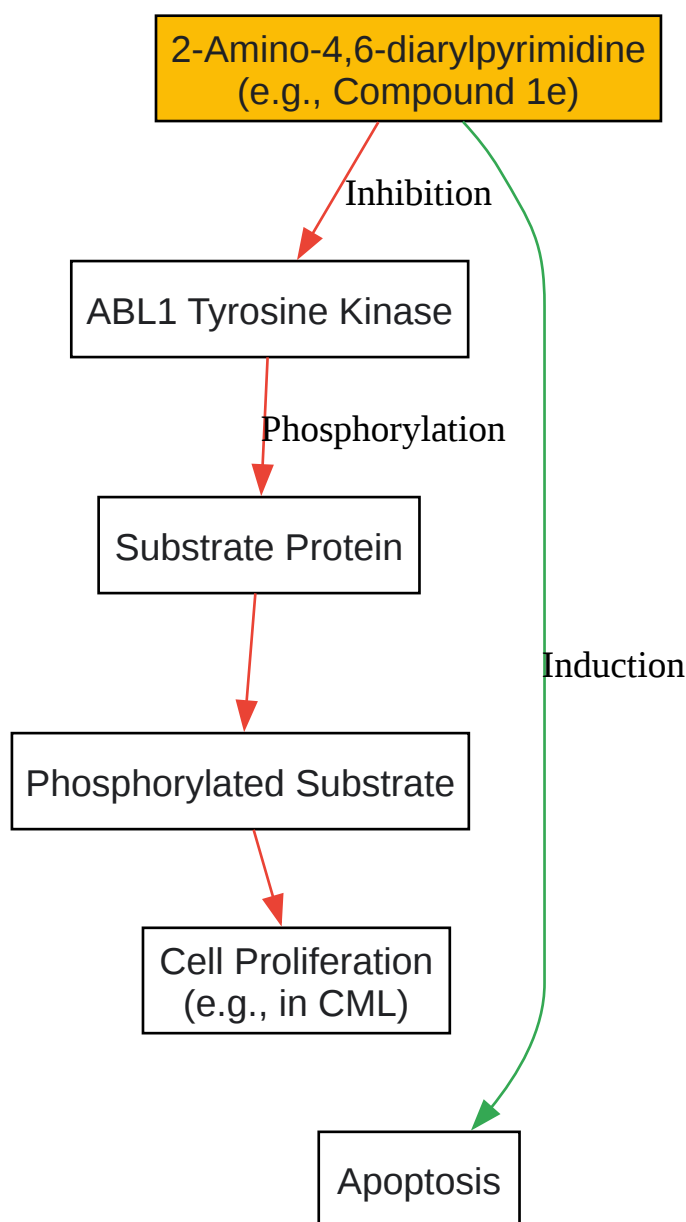 2-Amino-4,6-diarylpyrimidine
(e.g., Compound 1e)
Inhibition
ABL1 Tyrosine Kinase
Phosphorylation
Substrate Protein
Induction
Phosphorylated Substrate
Cell Proliferation
(e.g., in CML)
Apoptosis